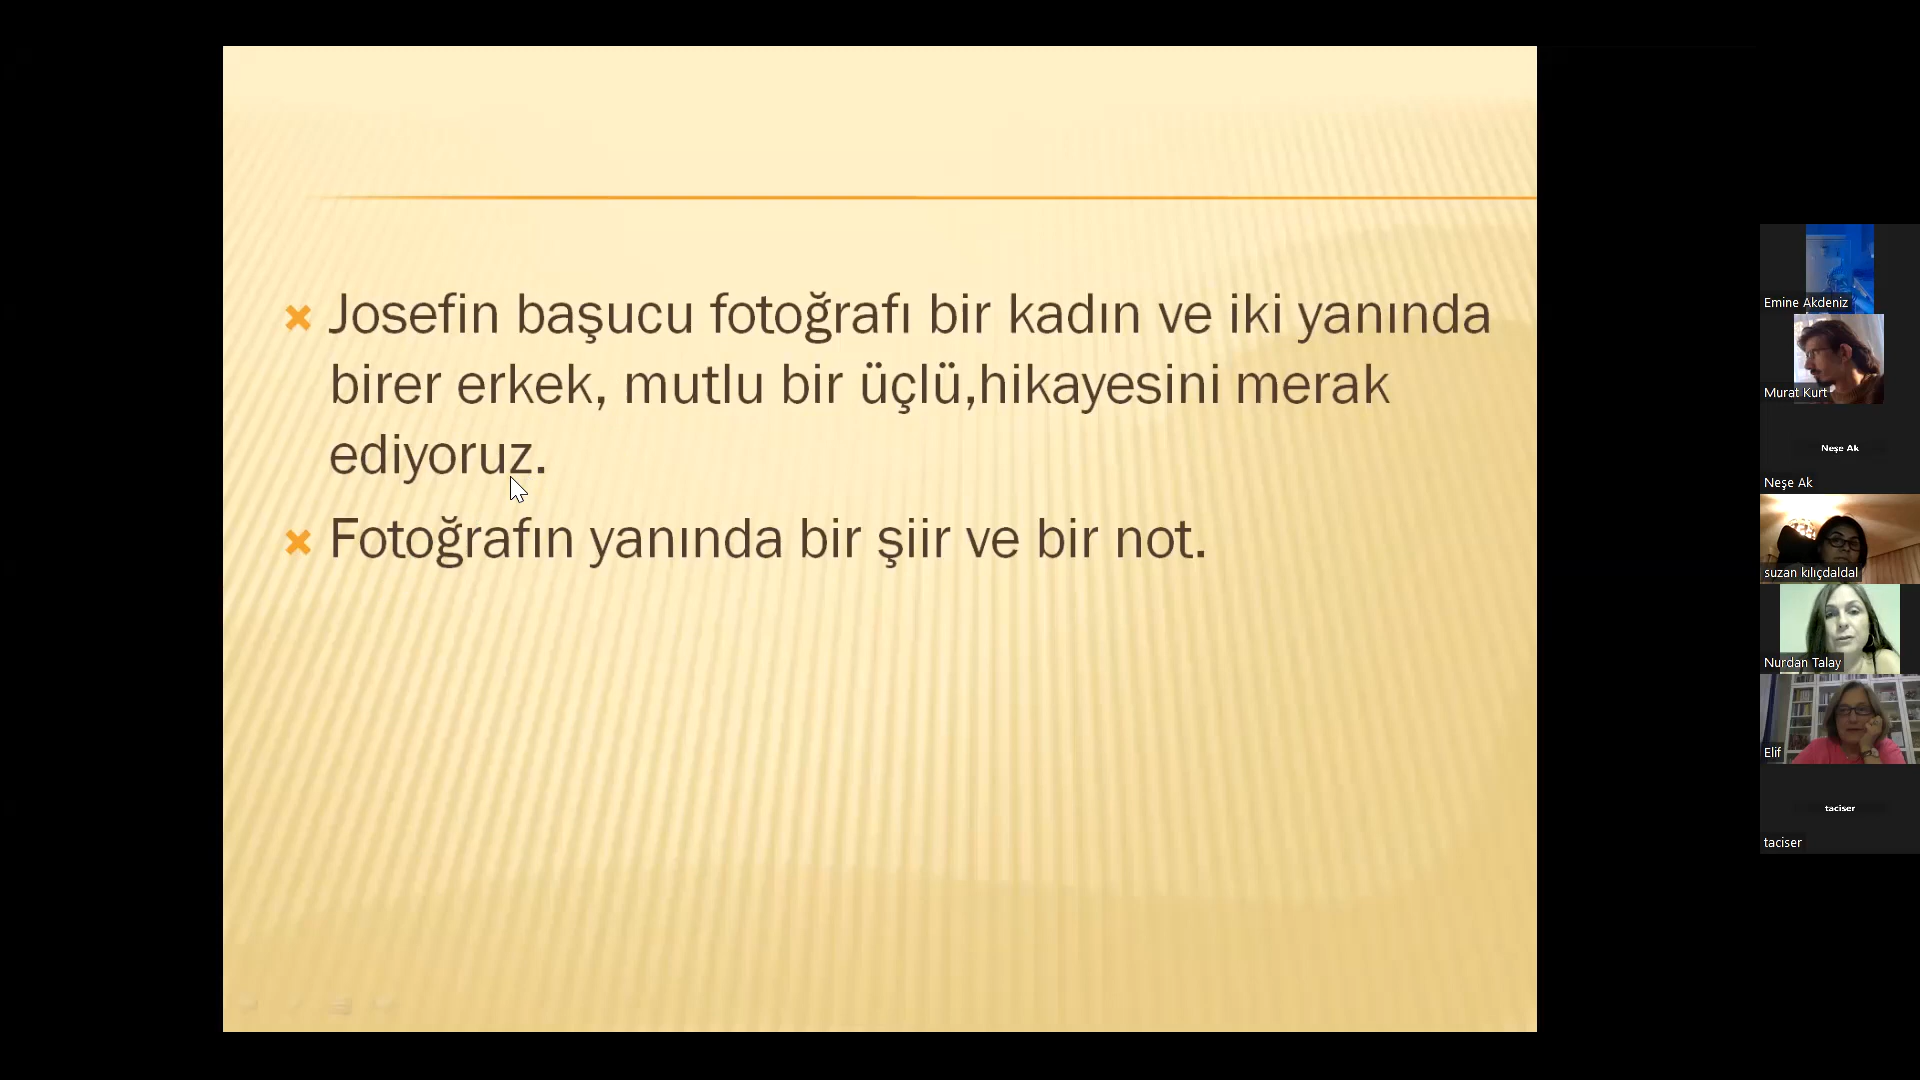 Josefin başucu fotoğrafı bir kadın ve iki yanında
birer erkek, mutlu bir üçlü,hikayesini merak
ediyoruz.
Fotoğrafın yanında bir şiir ve bir not.
Emine Akdeniz
Murat Kurt
Neşe Ak
Neşe Ak
suzan kılıçdaldal
Nurdan Talay
Elif
taciser
taciser